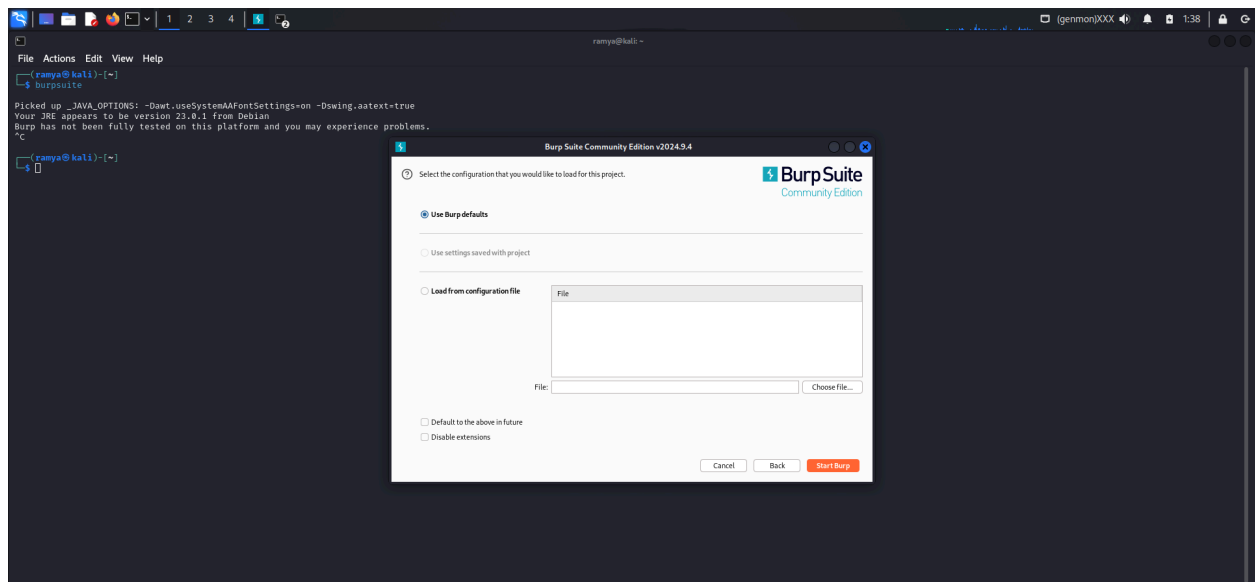 1 2 3 4
(genmon)XXX
1:38
ramya@kali: ~
File Actions Edit View Help
(ramya㉿kali)-[~]
$ burpsuite
Picked up _JAVA_OPTIONS: -Dawt.useSystemAAFontSettings=on -Dswing.aatext=true
Your JRE appears to be version 23.0.1 from Debian
Burp has not been fully tested on this platform and you may experience problems.
^C
(ramya㉿kali)-[~]
$
Burp Suite Community Edition v2024.9.4
Select the configuration that you would like to load for this project.
Burp Suite
Community Edition
Use Burp defaults
Use settings saved with project
Load from configuration file
File
File:
Choose file...
Default to the above in future
Disable extensions
Cancel Back Start Burp